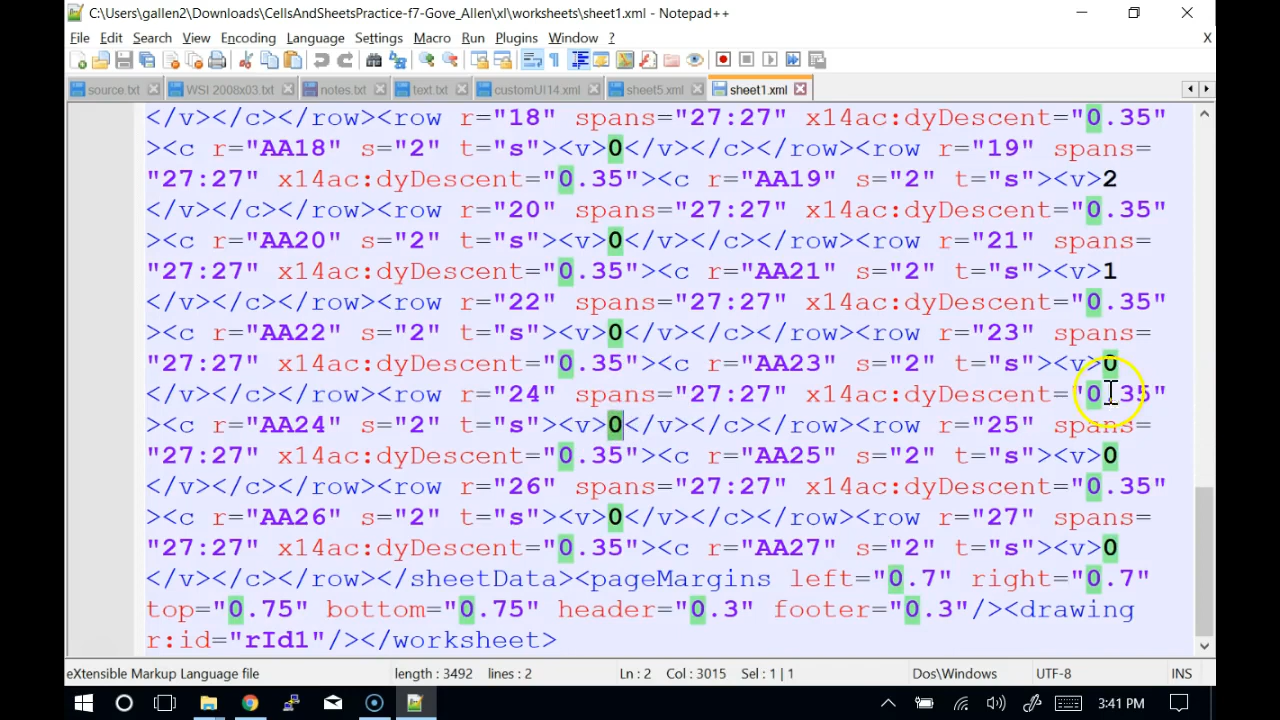 C:\Users\gallen2\Downloads\CellsAndSheetsPractice-f7-Gove_Allen\xl\worksheets\sheet1.xml - Notepad++
File Edit Search View Encoding Language Settings Macro Run Plugins Window ? X
source.txt WSI 2008x03.txt notes.txt text.txt customUI14.xml sheet5.xml sheet1.xml
</v></c></row><row r="18" spans="27:27" x14ac:dyDescent="0.35"
><c r="AA18" s="2" t="s"><v>0</v></c></row><row r="19" spans=
"27:27" x14ac:dyDescent="0.35"><c r="AA19" s="2" t="s"><v>2
</v></c></row><row r="20" spans="27:27" x14ac:dyDescent="0.35"
><c r="AA20" s="2" t="s"><v>0</v></c></row><row r="21" spans=
"27:27" x14ac:dyDescent="0.35"><c r="AA21" s="2" t="s"><v>1
</v></c></row><row r="22" spans="27:27" x14ac:dyDescent="0.35"
><c r="AA22" s="2" t="s"><v>0</v></c></row><row r="23" spans=
"27:27" x14ac:dyDescent="0.35"><c r="AA23" s="2" t="s"><v>0
</v></c></row><row r="24" spans="27:27" x14ac:dyDescent="0.35"
><c r="AA24" s="2" t="s"><v>0</v></c></row><row r="25" spans=
"27:27" x14ac:dyDescent="0.35"><c r="AA25" s="2" t="s"><v>0
</v></c></row><row r="26" spans="27:27" x14ac:dyDescent="0.35"
><c r="AA26" s="2" t="s"><v>0</v></c></row><row r="27" spans=
"27:27" x14ac:dyDescent="0.35"><c r="AA27" s="2" t="s"><v>0
</v></c></row></sheetData><pageMargins left="0.7" right="0.7"
top="0.75" bottom="0.75" header="0.3" footer="0.3"/><drawing
r:id="rId1"/></worksheet>
eXtensible Markup Language file length : 3492 lines : 2 Ln : 2 Col : 3015 Sel : 1 | 1 Dos\Windows UTF-8 INS
3:41 PM